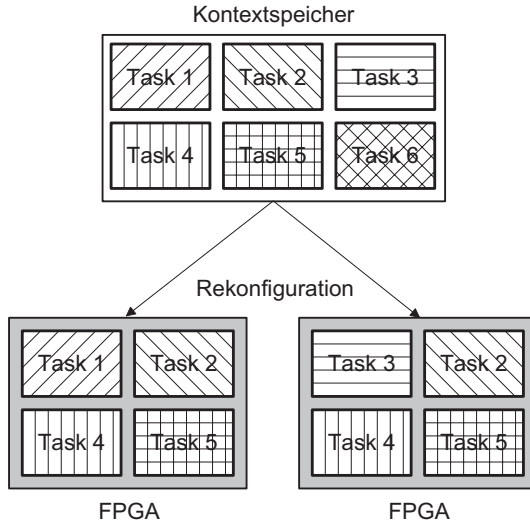 Kontextspeicher
Task 1 Task 2 Task 3
Task 4 Task 5 Task 6
Rekonfiguration
Task 1 Task 2 Task 3 Task 2
Task 4 Task 5 Task 4 Task 5
FPGA FPGA